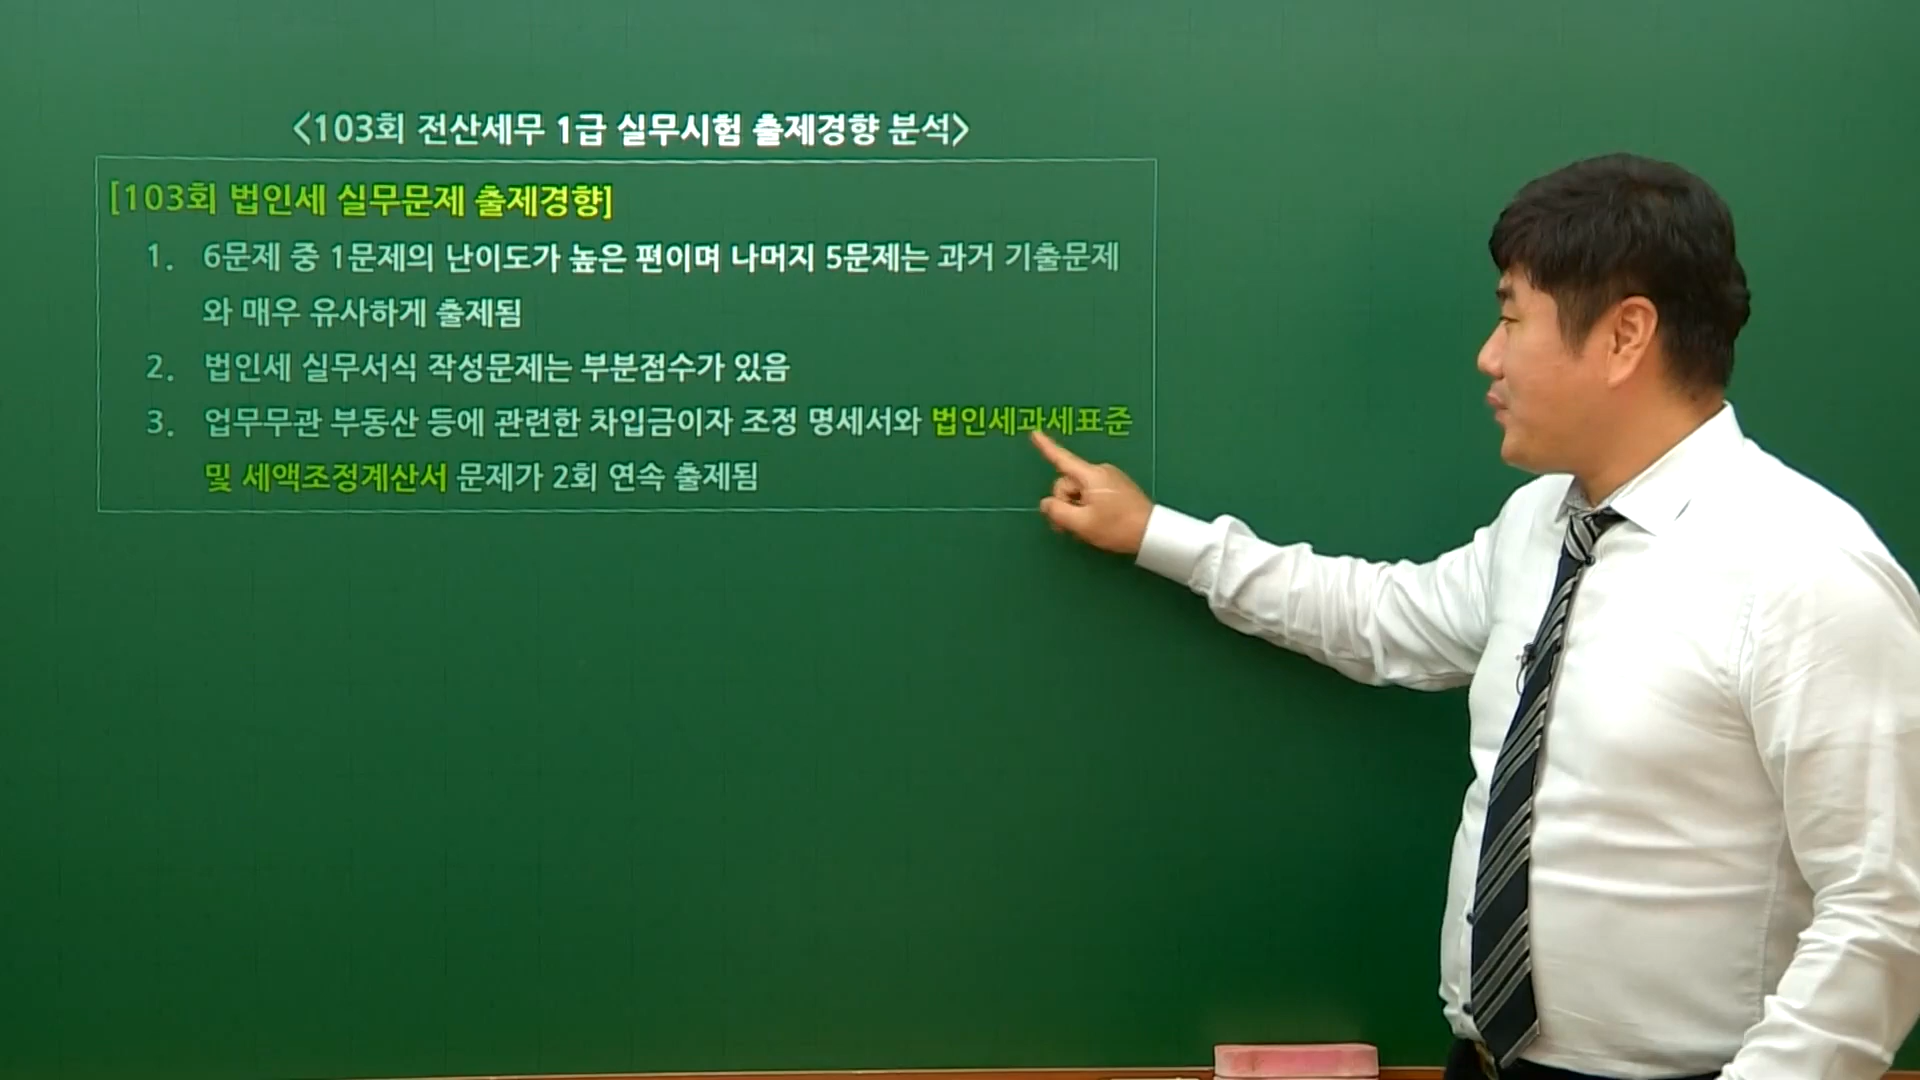 <103회 전산세무 1급 실무시험 출제경향 분석>
[103회 법인세 실무문제 출제경향]
1. 6문제 중 1문제의 난이도가 높은 편이며 나머지 5문제는 과거 기출문제
와 매우 유사하게 출제됨
2. 법인세 실무서식 작성문제는 부분점수가 있음
3. 업무무관 부동산 등에 관련한 차입금이자 조정 명세서와 법인세과세표준
및 세액조정계산서 문제가 2회 연속 출제됨